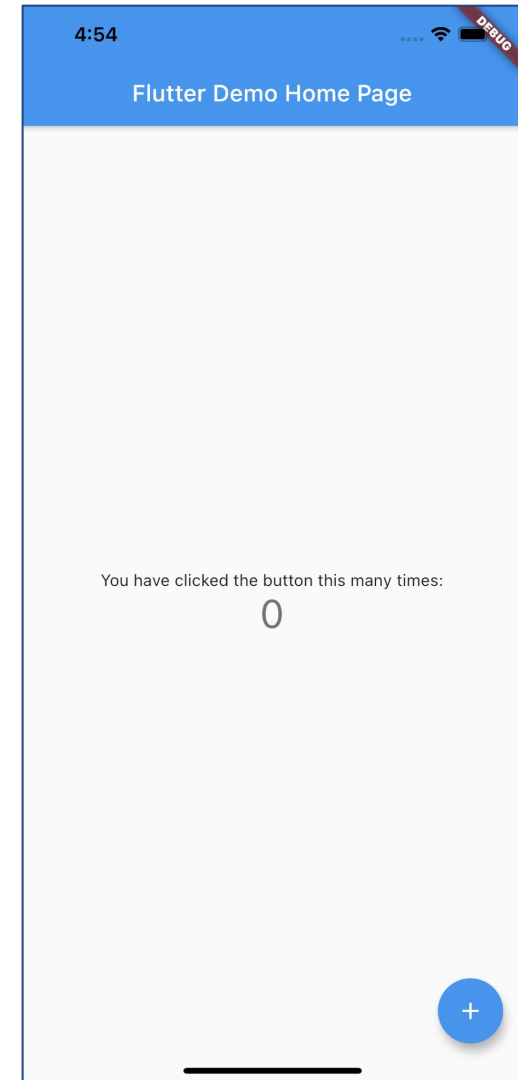 4:54
DEBUG
Flutter Demo Home Page
You have clicked the button this many times:
0
+